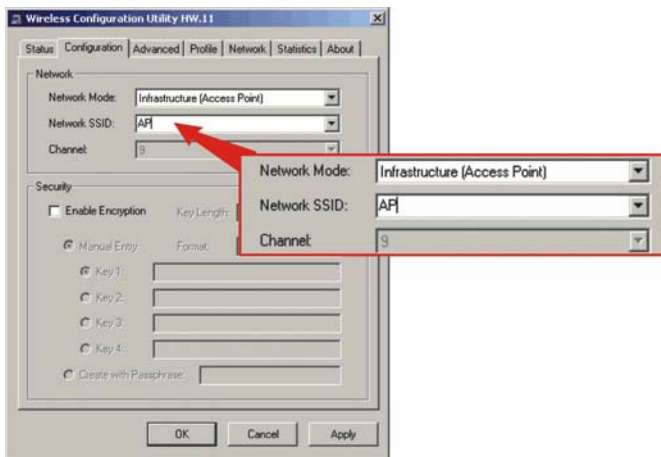 Wireless Configuration Utility HW.11
Status Configuration Advanced Profile Network Statistics About
Network
Network Mode: Infrastructure (Access Point)
Network SSID: AP
Channel: 9
Network Mode: Infrastructure (Access Point)
Network SSID: AP
Channel: 9
Security
Enable Encryption Key Length:
Manual Entry Format:
Key 1:
Key 2:
Key 3:
Key 4:
Create with Passphrase:
OK Cancel Apply